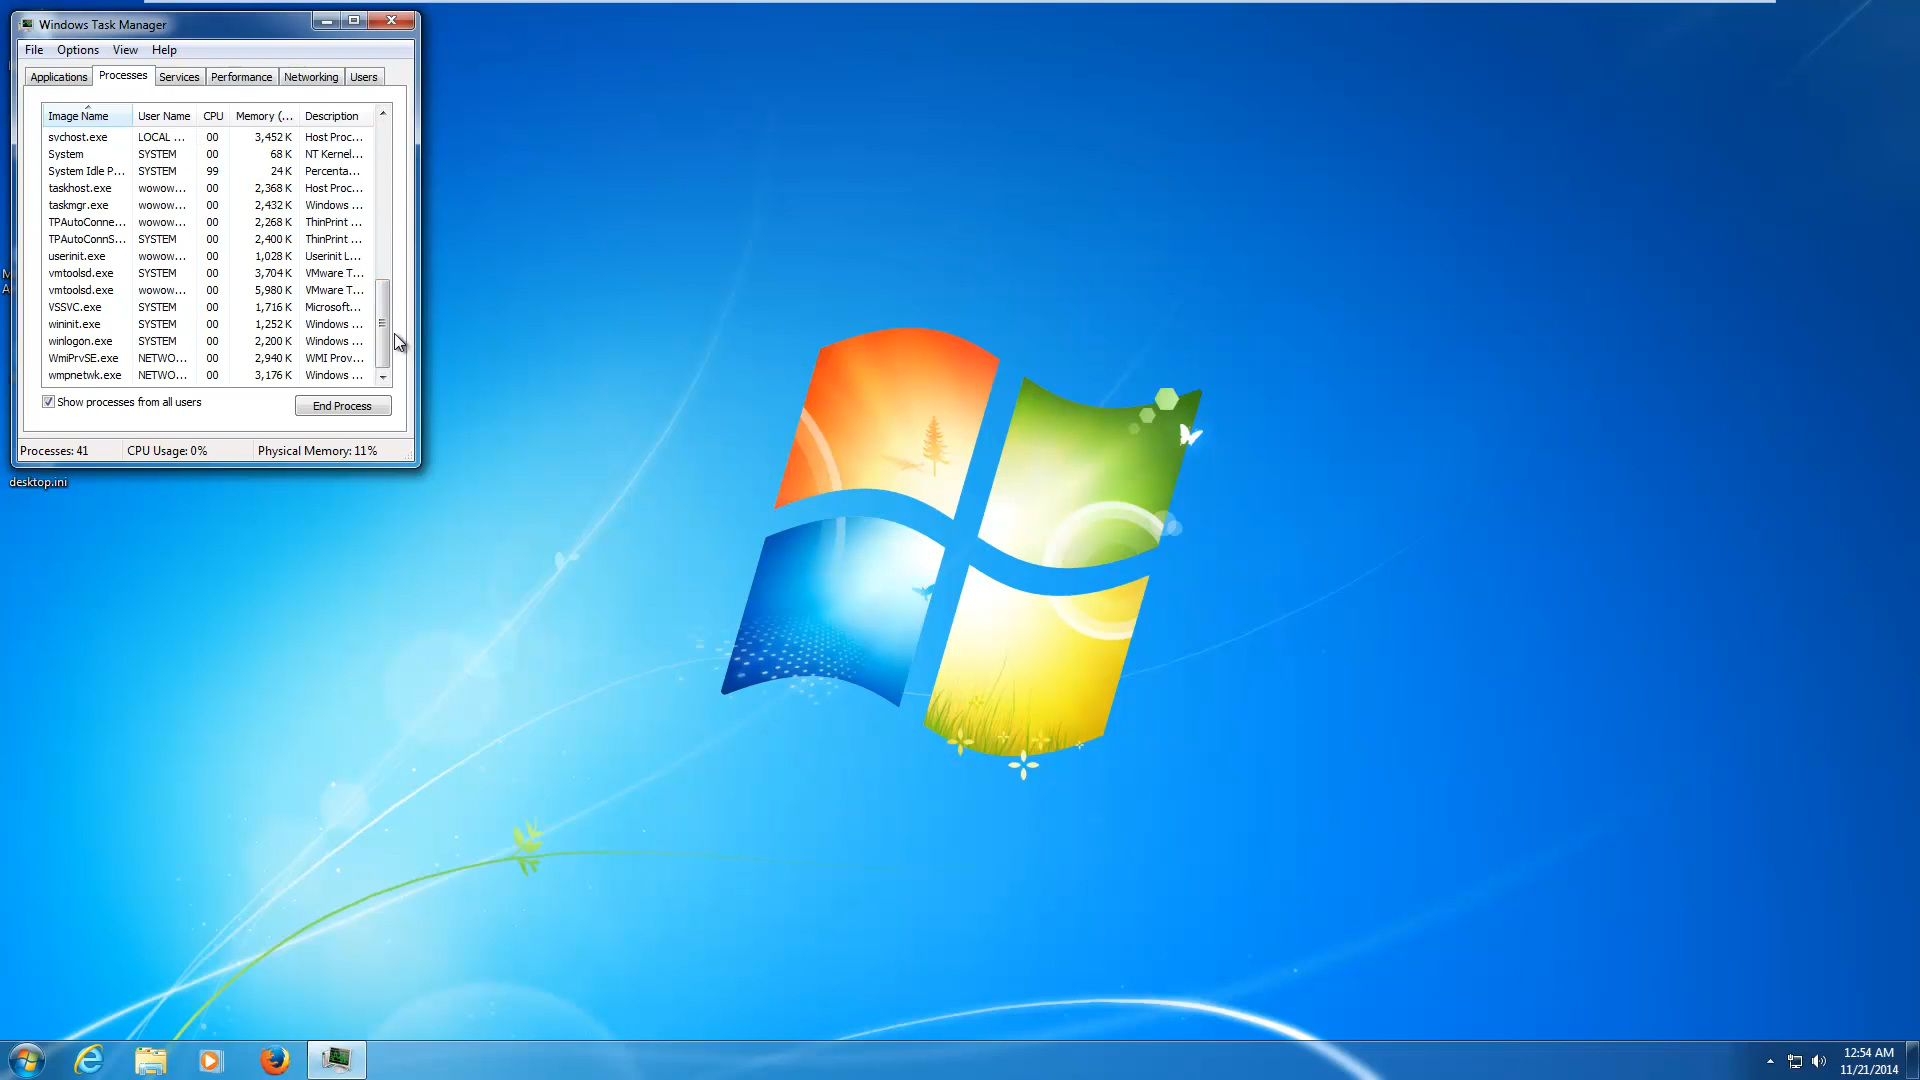 Windows Task Manager
File Options View Help
Applications Processes Services Performance Networking Users
Image Name User Name CPU Memory (... Description
svchost.exe LOCAL ... 00 3,452 K Host Proc...
System SYSTEM 00 68 K NT Kernel...
System Idle P... SYSTEM 99 24 K Percenta...
taskhost.exe wowow... 00 2,368 K Host Proc...
taskmgr.exe wowow... 00 2,432 K Windows ...
TPAutoConne... wowow... 00 2,268 K ThinPrint ...
TPAutoConnS... SYSTEM 00 2,400 K ThinPrint ...
userinit.exe wowow... 00 1,028 K Userinit L...
vmtoolsd.exe SYSTEM 00 3,704 K VMware T...
vmtoolsd.exe wowow... 00 5,980 K VMware T...
VSSVC.exe SYSTEM 00 1,716 K Microsoft...
wininit.exe SYSTEM 00 1,252 K Windows ...
winlogon.exe SYSTEM 00 2,200 K Windows ...
WmiPrvSE.exe NETWO... 00 2,940 K WMI Prov...
wmpnetwk.exe NETWO... 00 3,176 K Windows ...
Show processes from all users End Process
Processes: 41 CPU Usage: 0% Physical Memory: 11%
desktop.ini
12:54 AM
11/21/2014